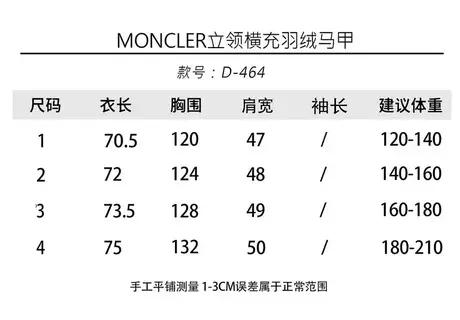 MONCLER立领横充羽绒马甲
款号：D-464
尺码 衣长 胸围 肩宽 袖长 建议体重
1 70.5 120 47 / 120-140
2 72 124 48 / 140-160
3 73.5 128 49 / 160-180
4 75 132 50 / 180-210
手工平铺测量 1-3CM误差属于正常范围